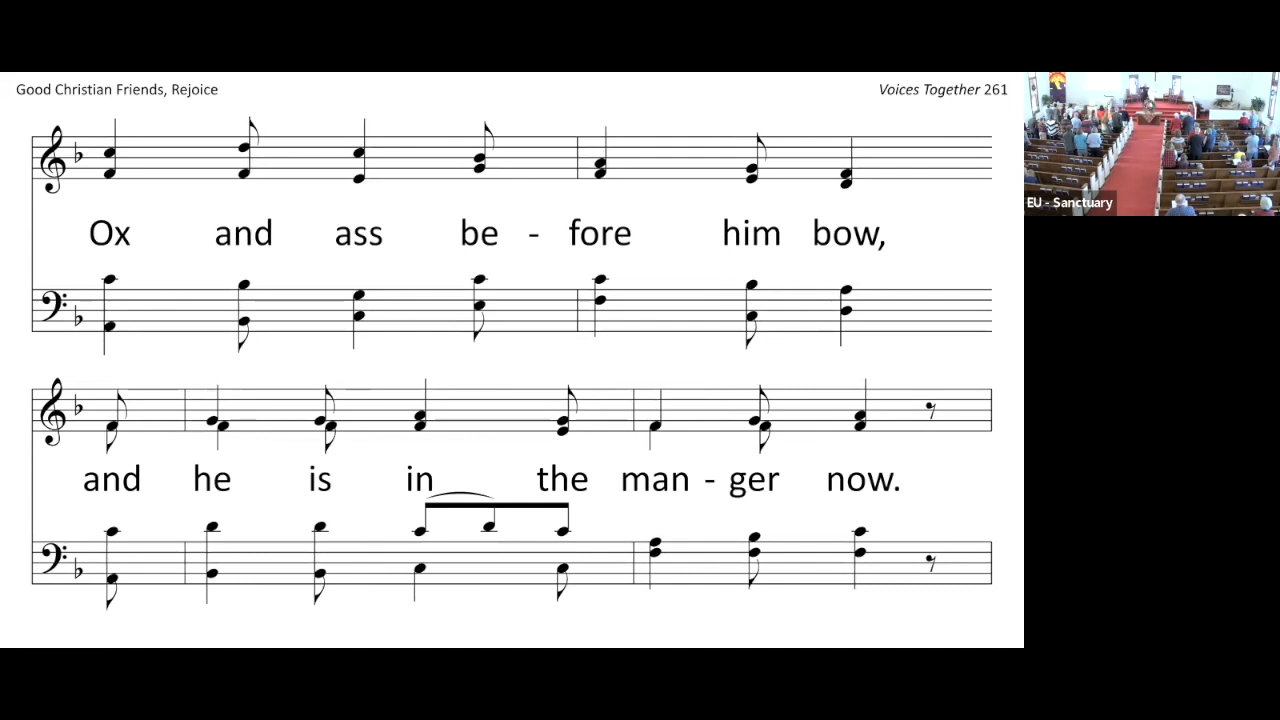 Good Christian Friends, Rejoice
Voices Together 261
Ox and ass be - fore him bow,
and he is in the man - ger now.
EU - Sanctuary